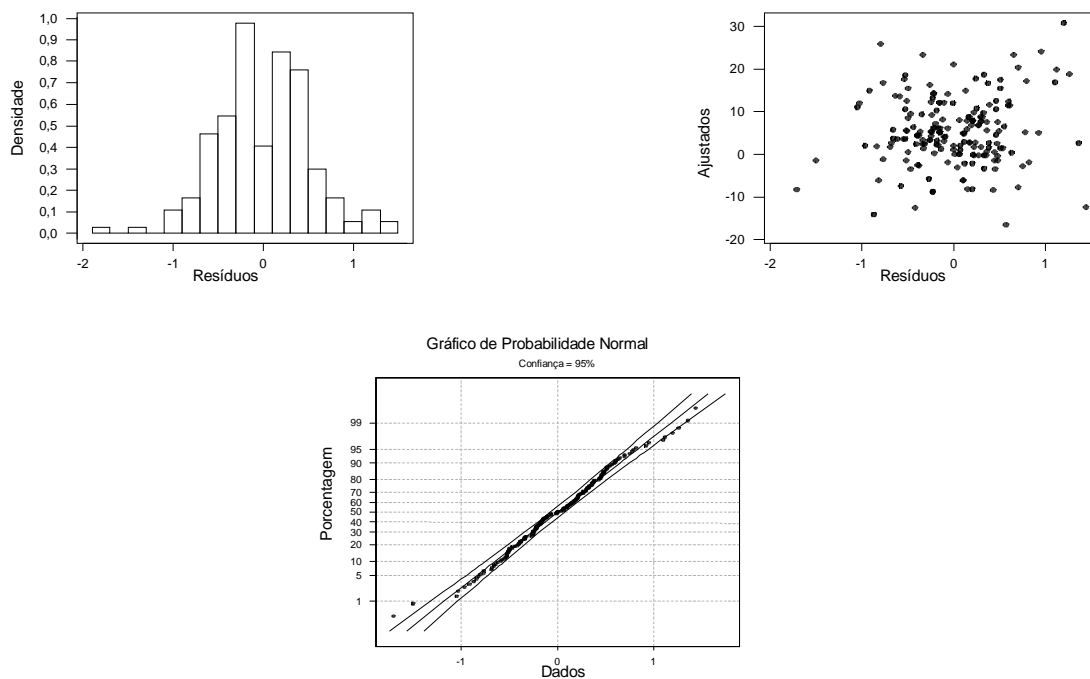 1,0
0,9
0,8
0,7
0,6
0,5
0,4
0,3
0,2
0,1
0,0
Densidade
-2 -1 0 1
Resíduos
30
20
10
0
-10
-20
Ajustados
-2 -1 0 1
Resíduos
Gráfico de Probabilidade Normal
Confiança = 95%
99
95
90
80
70
60
50
40
30
20
10
5
1
Porcentagem
-1 0 1
Dados